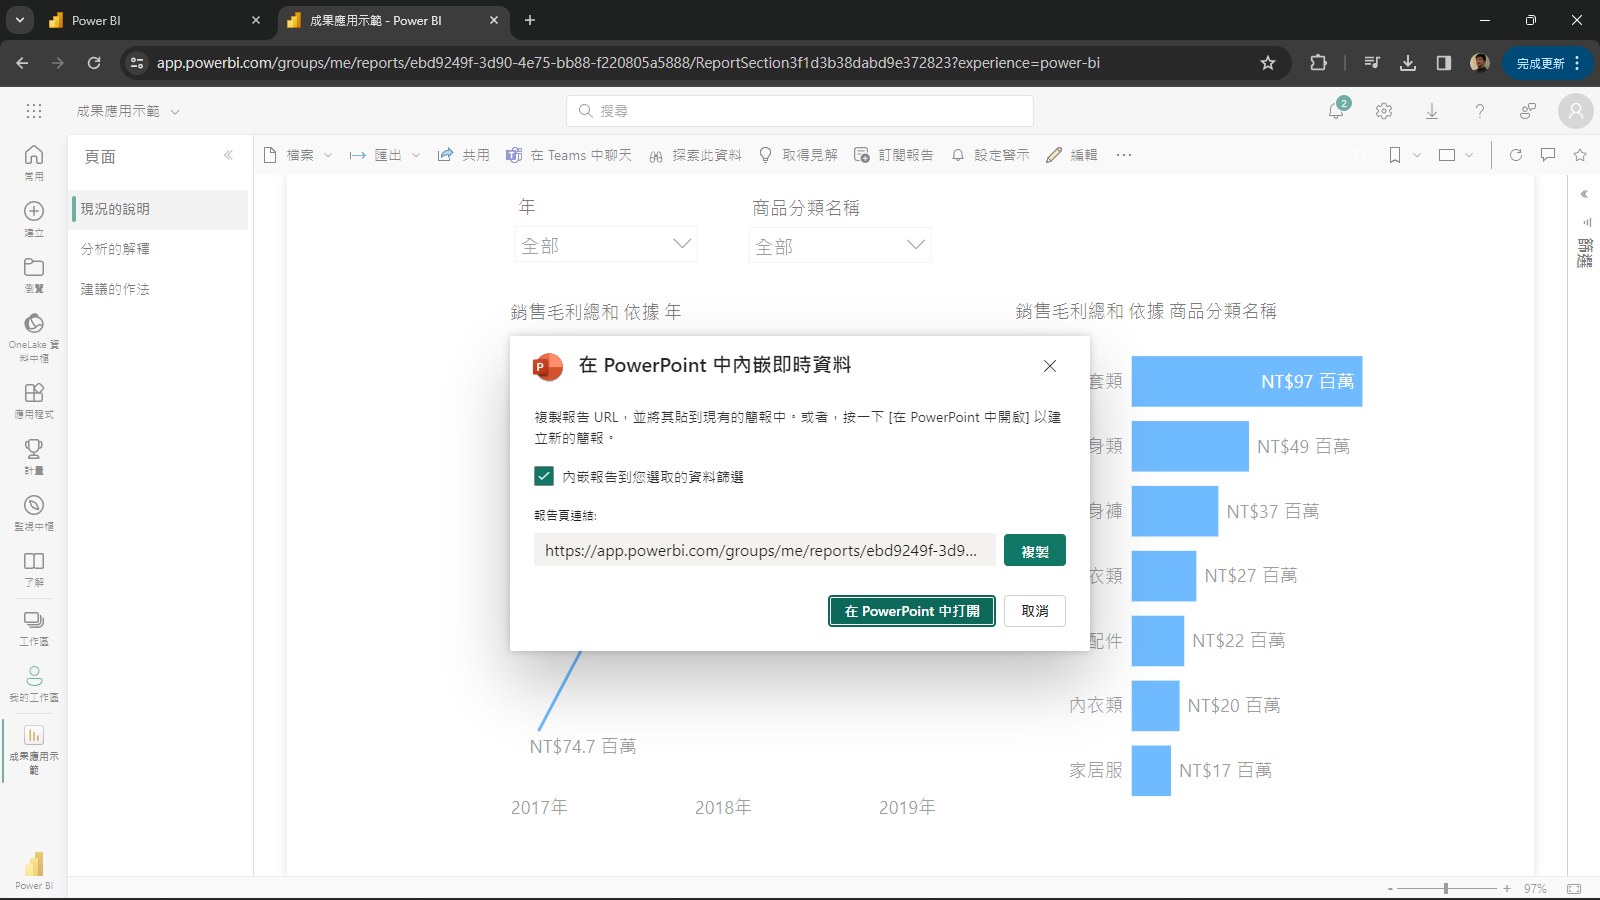 Power BI
成果應用示範 - Power BI
app.powerbi.com/groups/me/reports/ebd9249f-3d90-4e75-bb88-f220805a5888/ReportSection3f1d3b38dabd9e372823?experience=power-bi
完成更新
成果應用示範
搜尋
2
常用
建立
瀏覽
OneLake 資
料中樞
應用程式
計量
監視中樞
了解
工作區
我的工作區
成果應用示
範
Power BI
頁面
現況的說明
分析的解釋
建議的作法
檔案
匯出
共用
在 Teams 中聊天
探索此資料
取得見解
訂閱報告
設定警示
編輯
篩選
年
全部
商品分類名稱
全部
銷售毛利總和 依據 年
銷售毛利總和 依據 商品分類名稱
在 PowerPoint 中內嵌即時資料
複製報告 URL，並將其貼到現有的簡報中。或者，按一下 [在 PowerPoint 中開啟] 以建
立新的簡報。
內嵌報告到您選取的資料篩選
報告頁連結:
https://app.powerbi.com/groups/me/reports/ebd9249f-3d9...
複製
在 PowerPoint 中打開
取消
套類
NT$97 百萬
身類
NT$49 百萬
身褲
NT$37 百萬
衣類
NT$27 百萬
配件
NT$22 百萬
內衣類
NT$20 百萬
家居服
NT$17 百萬
NT$74.7 百萬
2017年
2018年
2019年
97%